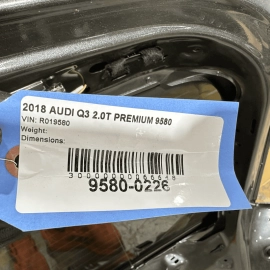 2018 AUDI Q3 2.0T PREMIUM 9580
VIN: R019580
Weight:
Dimensions:
9580-0226